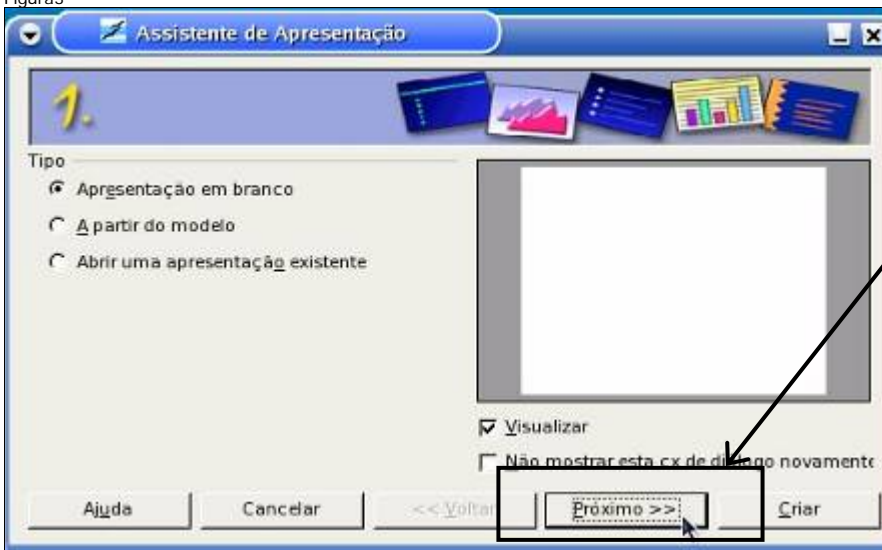 Figuras
Assistente de Apresentação
1.
Tipo
Apresentação em branco
A partir do modelo
Abrir uma apresentação existente
Visualizar
Não mostrar esta cx de diálogo novamente
Ajuda Cancelar << Voltar Próximo >> Criar